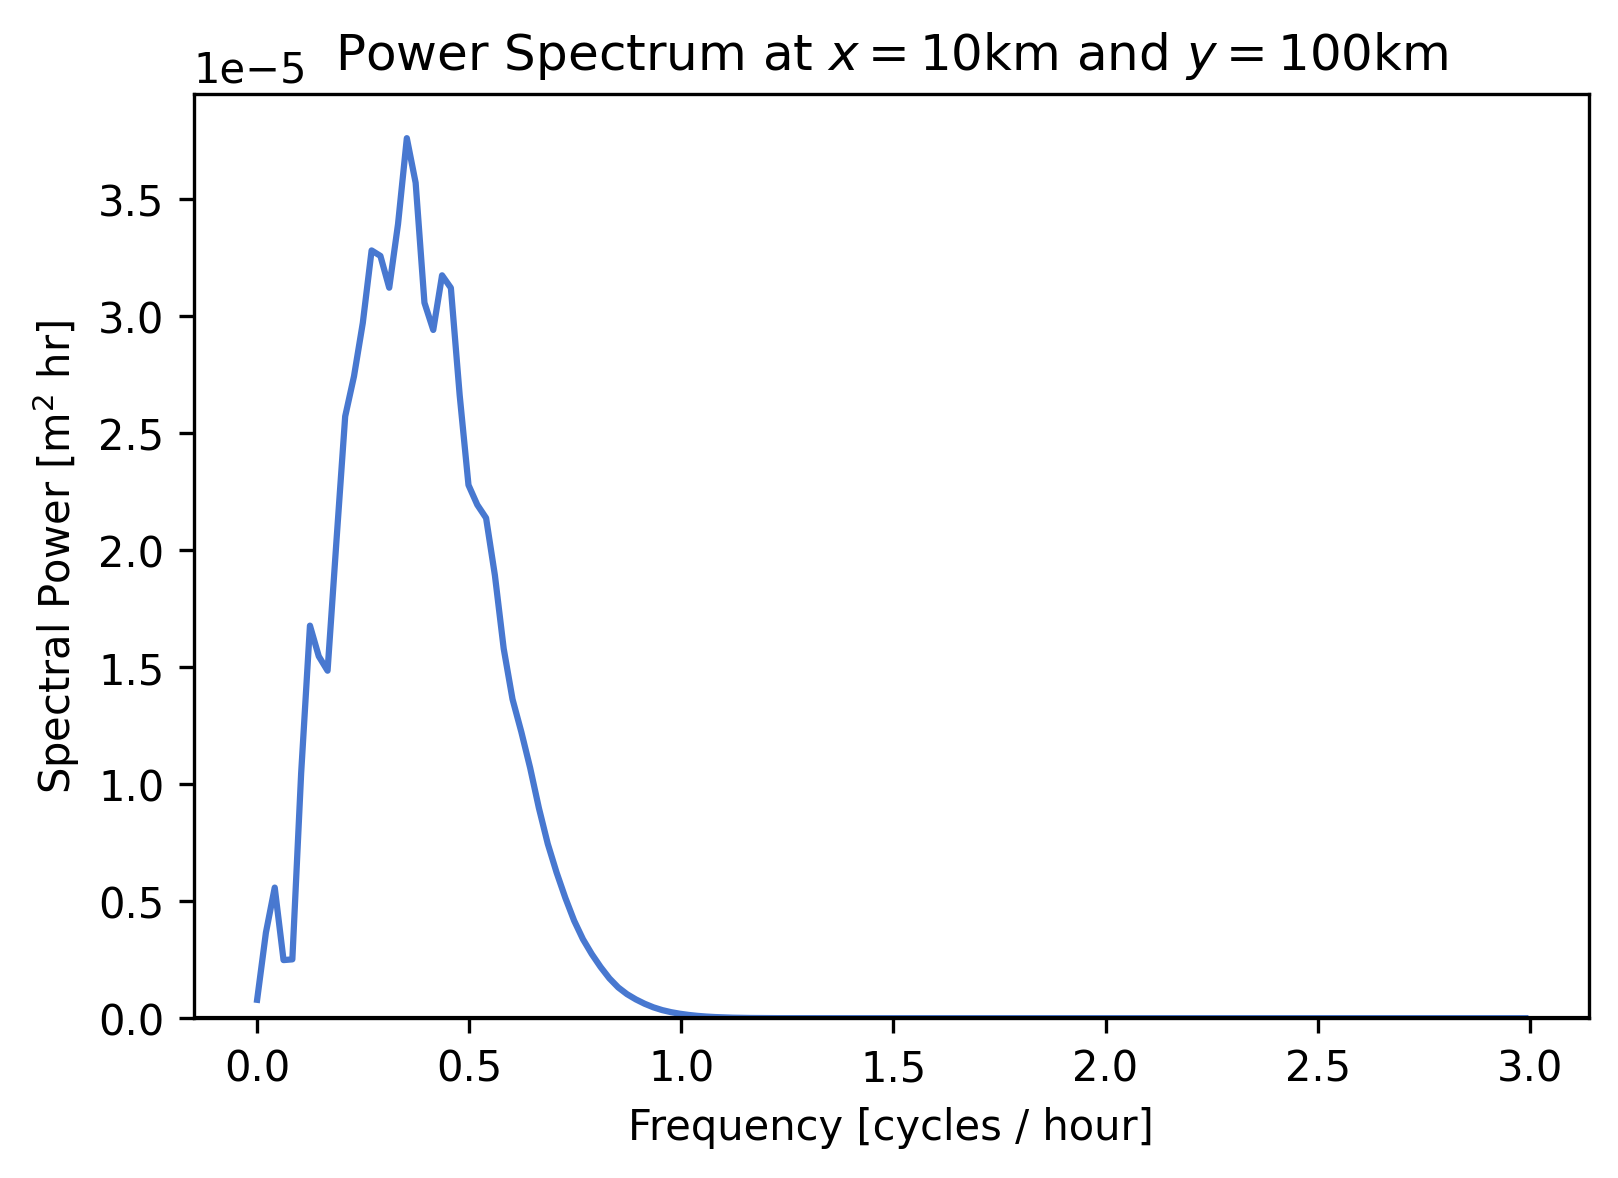 Power Spectrum at x = 10km and y = 100km
1e−5
3.5
3.0
2.5
2.0
1.5
1.0
0.5
0.0
Spectral Power [m² hr]
0.0 0.5 1.0 1.5 2.0 2.5 3.0
Frequency [cycles / hour]